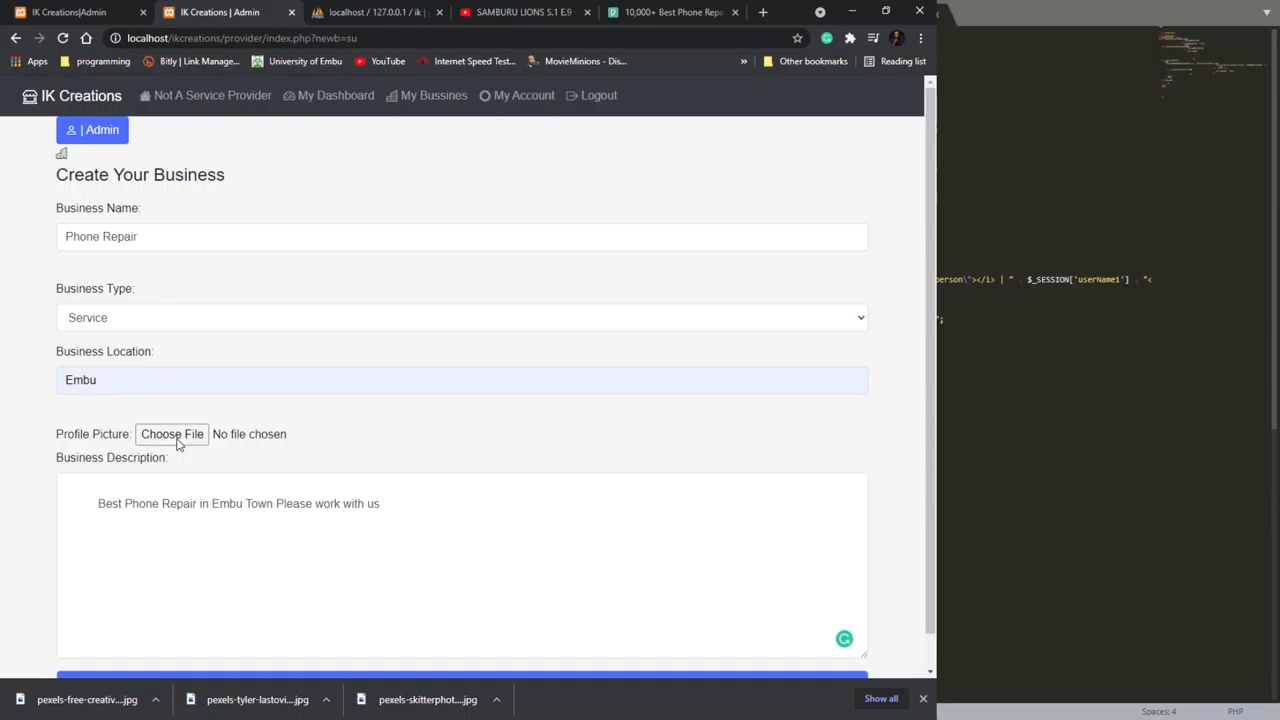 IK Creations|Admin
IK Creations | Admin
localhost / 127.0.0.1 / ik |
SAMBURU LIONS S.1 E.9
10,000+ Best Phone Repa
localhost/ikcreations/provider/index.php?newb=su
Apps
programming
Bitly | Link Manag...
University of Embu
YouTube
Internet Speed
MovieNations - Dis...
Other bookmarks
Reading list
IK Creations
Not A Service Provider
My Dashboard
My Bussines
My Account
Logout
| Admin
Create Your Business
Business Name:
Phone Repair
Business Type:
Service
Business Location:
Embu
Profile Picture: Choose File No file chosen
Business Description:
Best Phone Repair in Embu Town Please work with us
person\"></i> | " . $_SESSION['userName1'] . "<
";
pexels-free-creativ....jpg
pexels-tyler-lastovi....jpg
pexels-skitterphot....jpg
Show all
Spaces: 4
PHP